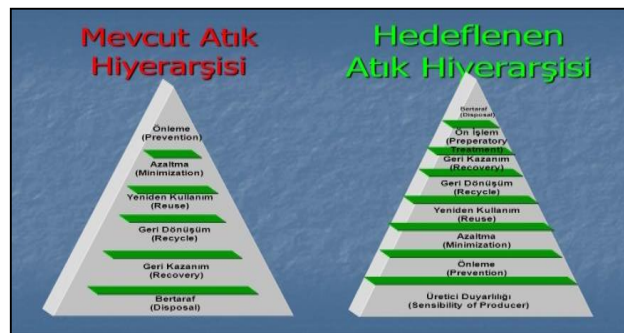 Mevcut Atık
Hiyerarşisi
Önleme
(Prevention)
Azaltma
(Minimization)
Yeniden Kullanım
(Reuse)
Geri Dönüşüm
(Recycle)
Geri Kazanım
(Recovery)
Bertaraf
(Disposal)
Hedeflenen
Atık Hiyerarşisi
Bertaraf
(Disposal)
Ön İşlem
(Preperatory
Treatment)
Geri Kazanım
(Recovery)
Geri Dönüşüm
(Recycle)
Yeniden Kullanım
(Reuse)
Azaltma
(Minimization)
Önleme
(Prevention)
Üretici Duyarlılığı
(Sensibility of Producer)